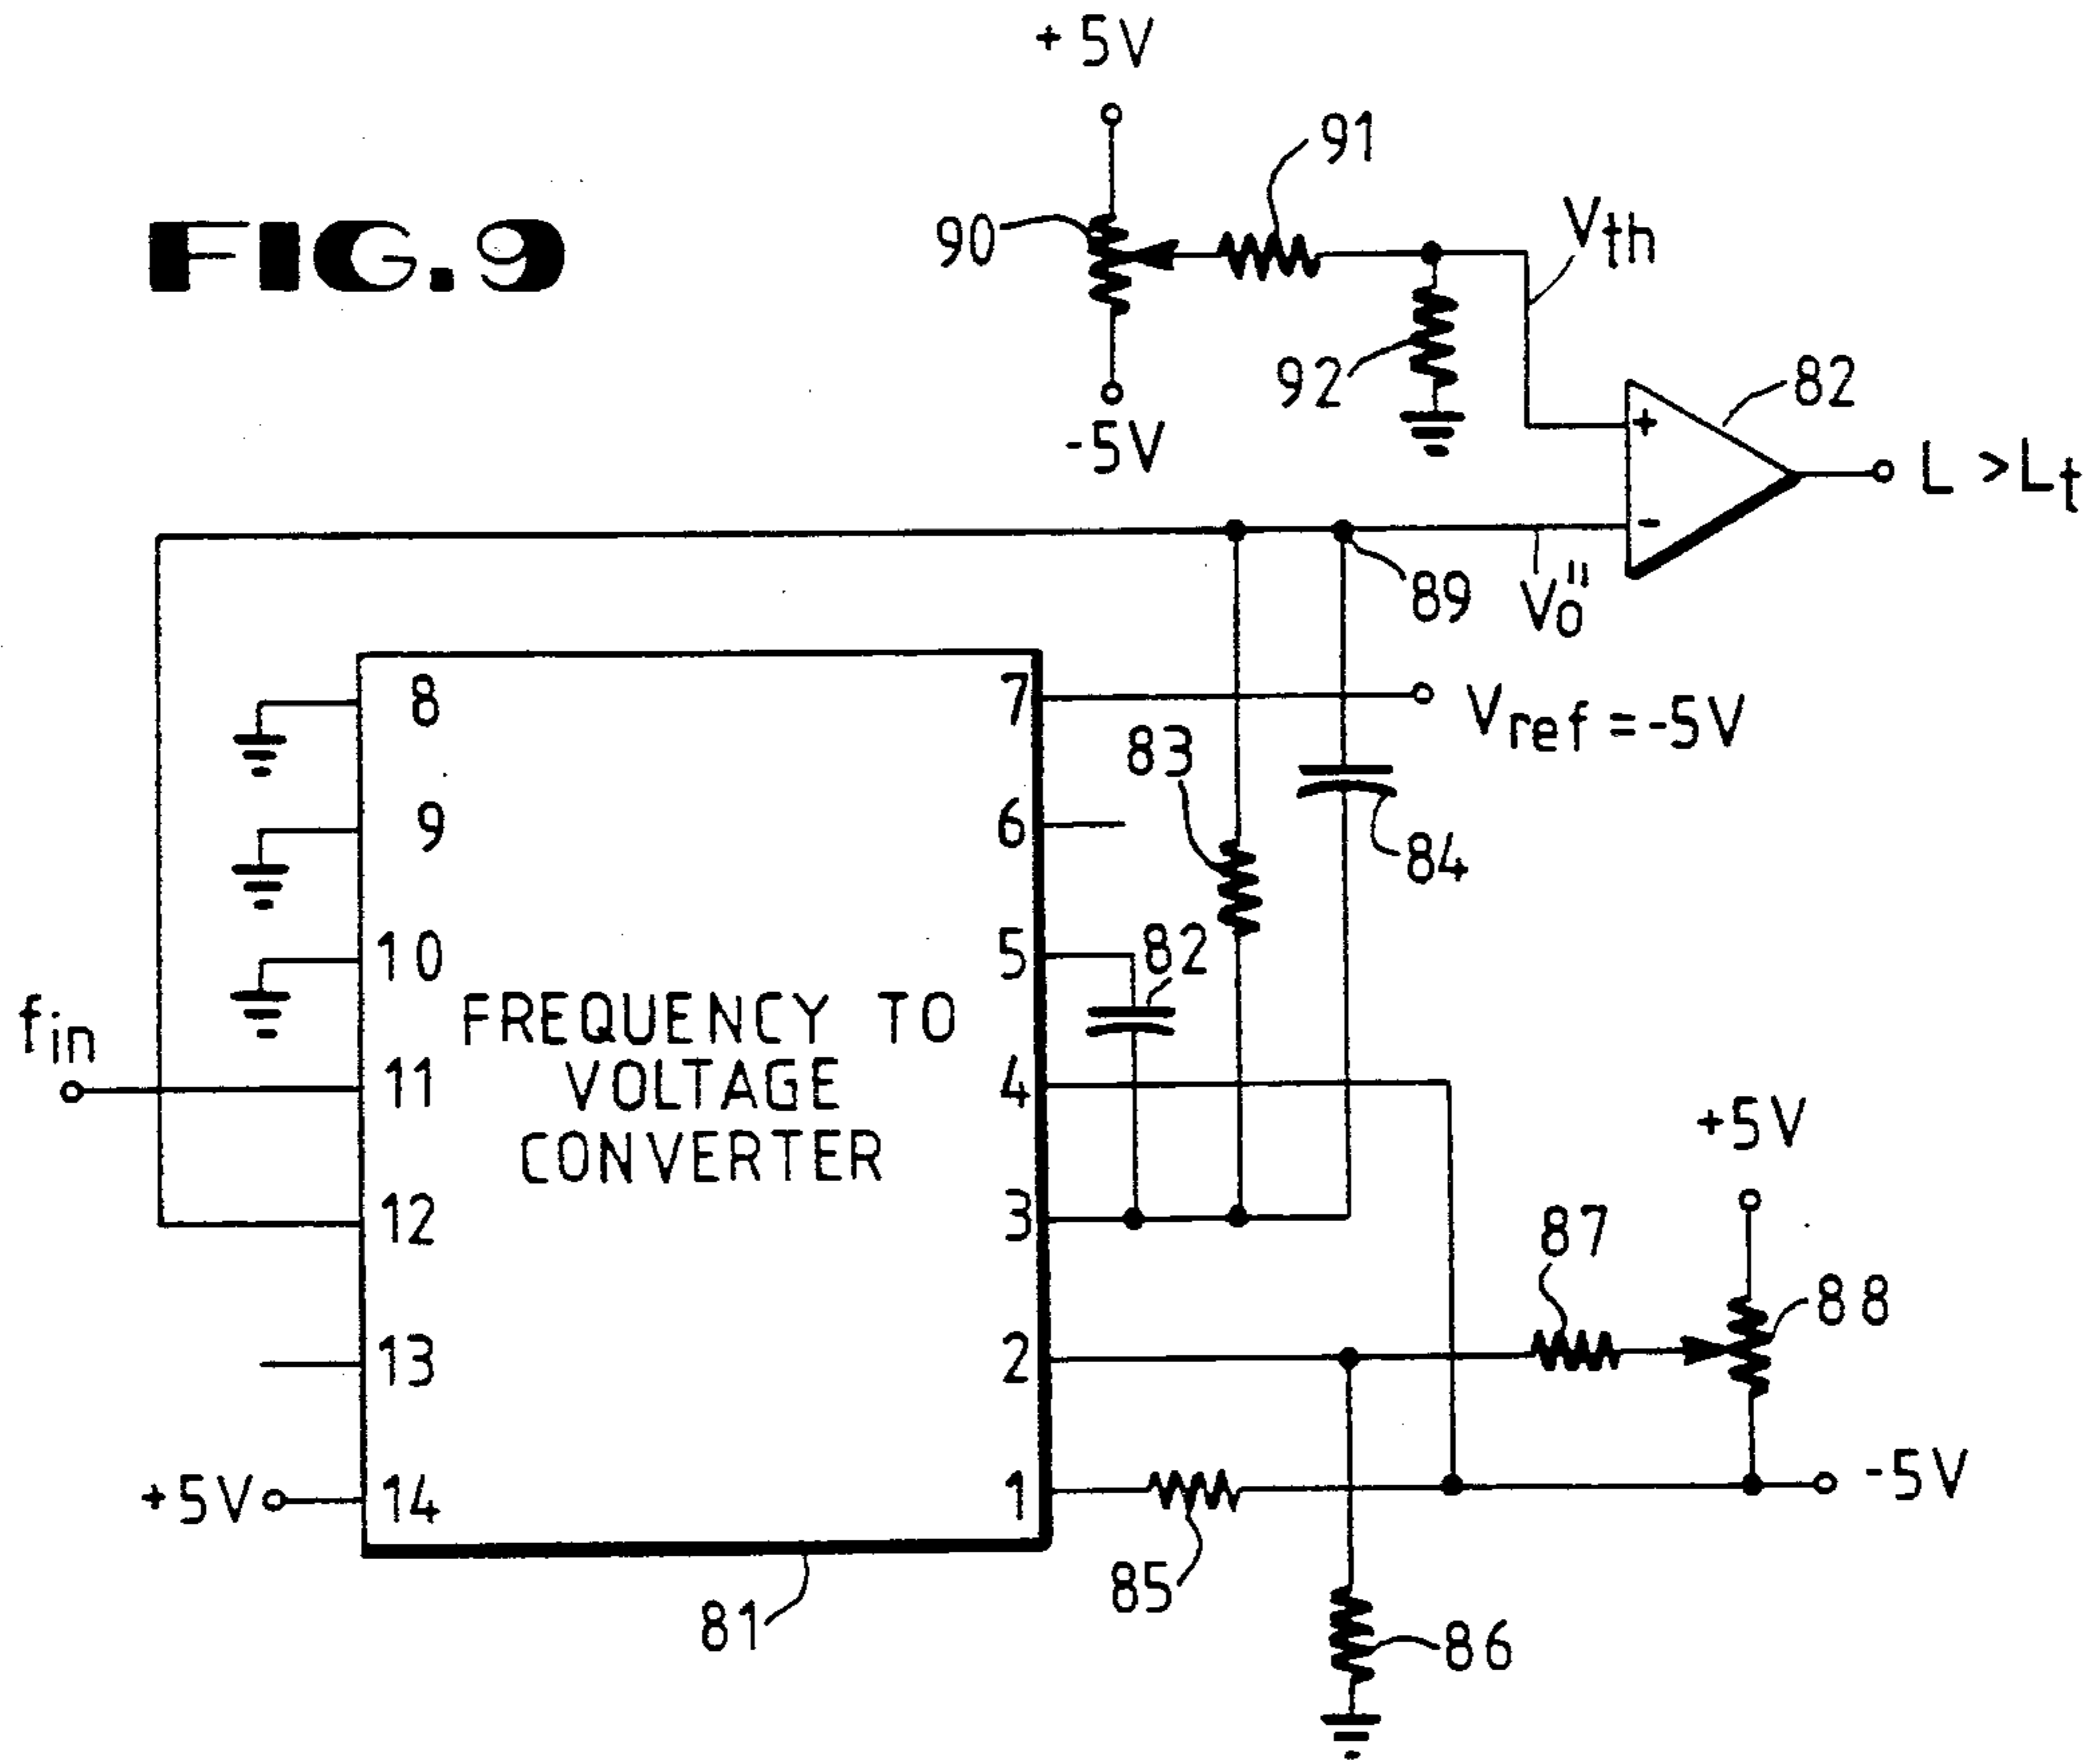 +5V
FIG.9
90
91
Vth
-5V
92
82
+
-
L >Lt
89
Vo"
8
7
Vref =-5V
83
9
6
84
10
5
82
fin
11
FREQUENCY TO
VOLTAGE
CONVERTER
4
+5V
12
3
87
88
13
2
+5V
14
1
-5V
85
81
86